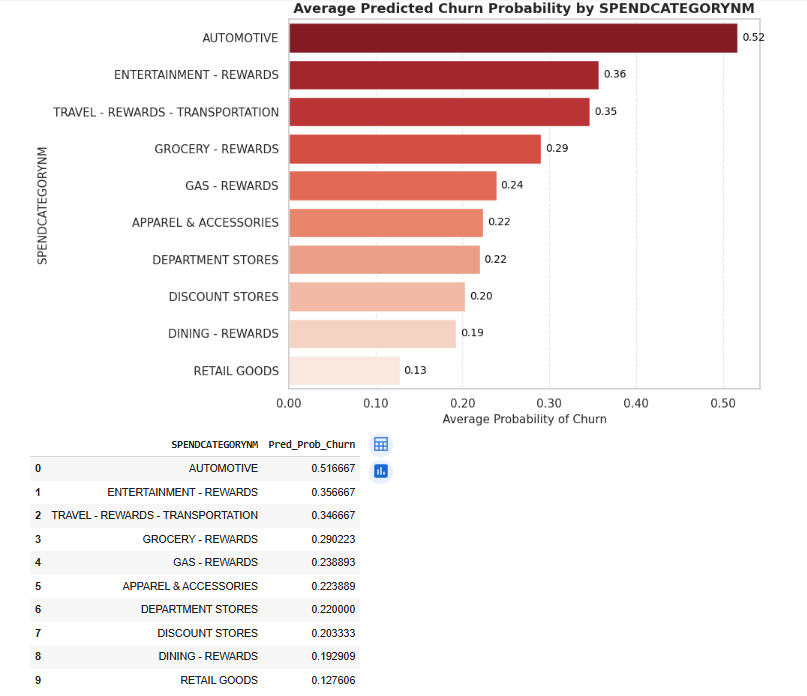 Average Predicted Churn Probability by SPENDCATEGORYNM
SPENDCATEGORYNM
AUTOMOTIVE 0.52
ENTERTAINMENT - REWARDS 0.36
TRAVEL - REWARDS - TRANSPORTATION 0.35
GROCERY - REWARDS 0.29
GAS - REWARDS 0.24
APPAREL & ACCESSORIES 0.22
DEPARTMENT STORES 0.22
DISCOUNT STORES 0.20
DINING - REWARDS 0.19
RETAIL GOODS 0.13
0.00 0.10 0.20 0.30 0.40 0.50
Average Probability of Churn
SPENDCATEGORYNM Pred_Prob_Churn
0 AUTOMOTIVE 0.516667
1 ENTERTAINMENT - REWARDS 0.356667
2 TRAVEL - REWARDS - TRANSPORTATION 0.346667
3 GROCERY - REWARDS 0.290223
4 GAS - REWARDS 0.238893
5 APPAREL & ACCESSORIES 0.223889
6 DEPARTMENT STORES 0.220000
7 DISCOUNT STORES 0.203333
8 DINING - REWARDS 0.192909
9 RETAIL GOODS 0.127606